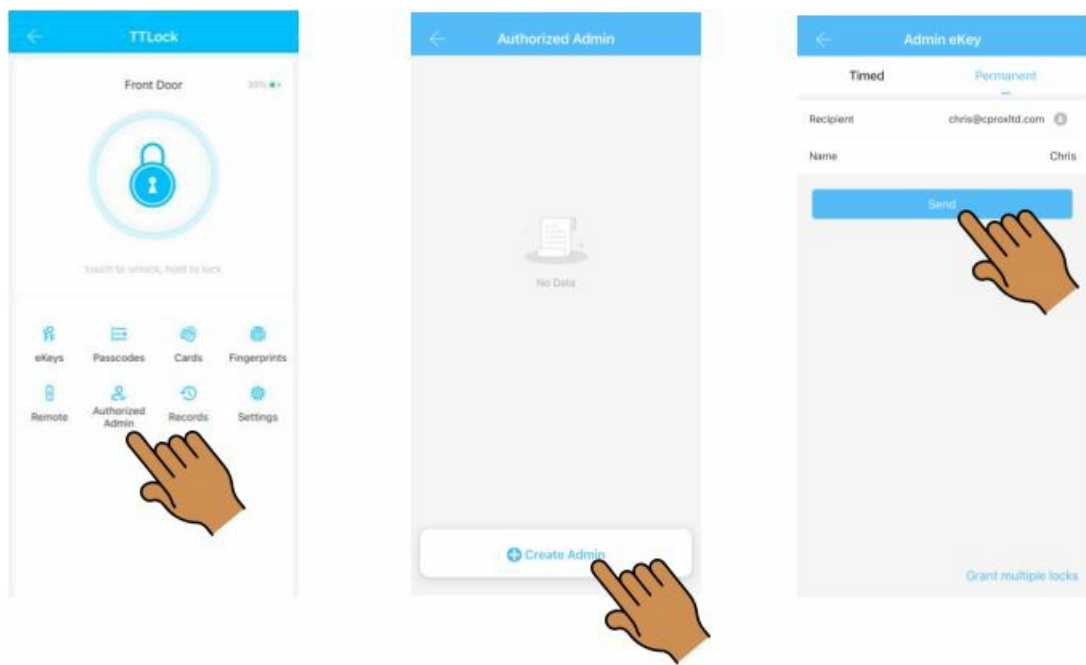 TTLock
Front Door
touch to unlock, hold to lock
eKeys Passcodes Cards Fingerprints
Remote Authorized Admin Records Settings
Authorized Admin
No Data
Create Admin
Admin eKey
Timed Permanent
Recipient chris@cproxltd.com
Name Chris
Send
Grant multiple locks